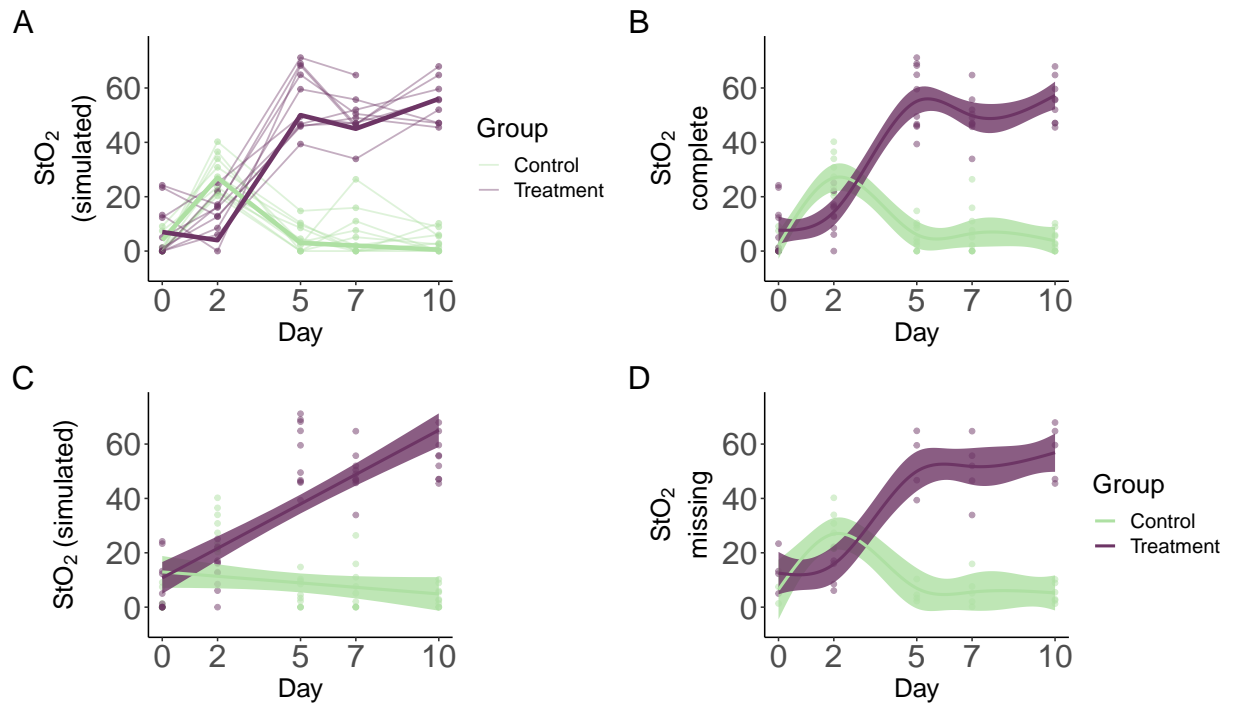 A
StO₂
(simulated)
60
40
20
0
0 2 5 7 10
Day
Group
Control
Treatment
B
StO₂
complete
60
40
20
0
0 2 5 7 10
Day
C
StO₂ (simulated)
60
40
20
0
0 2 5 7 10
Day
D
StO₂
missing
60
40
20
0
0 2 5 7 10
Day
Group
Control
Treatment